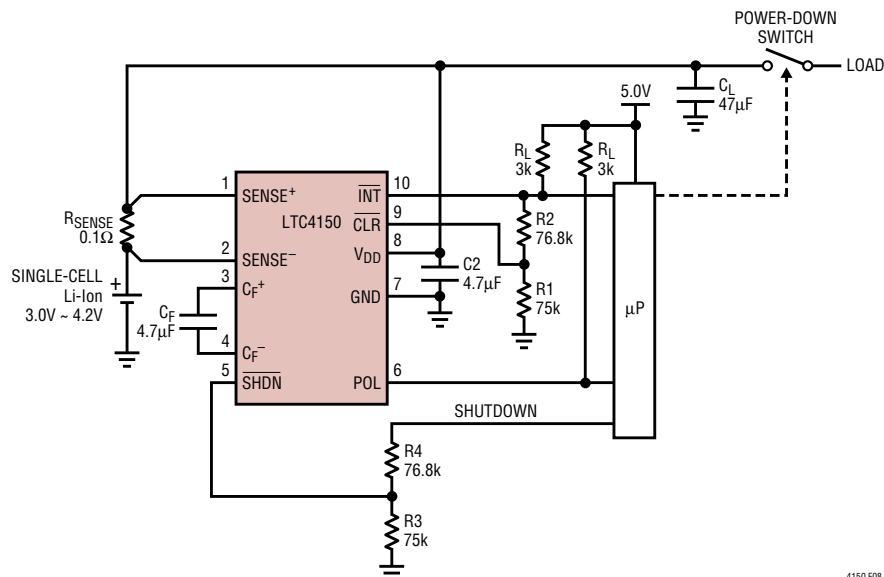 POWER-DOWN
SWITCH
LOAD
5.0V
CL
47µF
RL
3k
RL
3k
1
SENSE+
INT
10
RSENSE
0.1Ω
LTC4150
CLR
9
R2
76.8k
2
SENSE–
VDD
8
SINGLE-CELL
Li-Ion
3.0V ~ 4.2V
+
3
CF+
GND
7
C2
4.7µF
R1
75k
µP
CF
4.7µF
4
CF–
5
SHDN
POL
6
SHUTDOWN
R4
76.8k
R3
75k
4150 F08